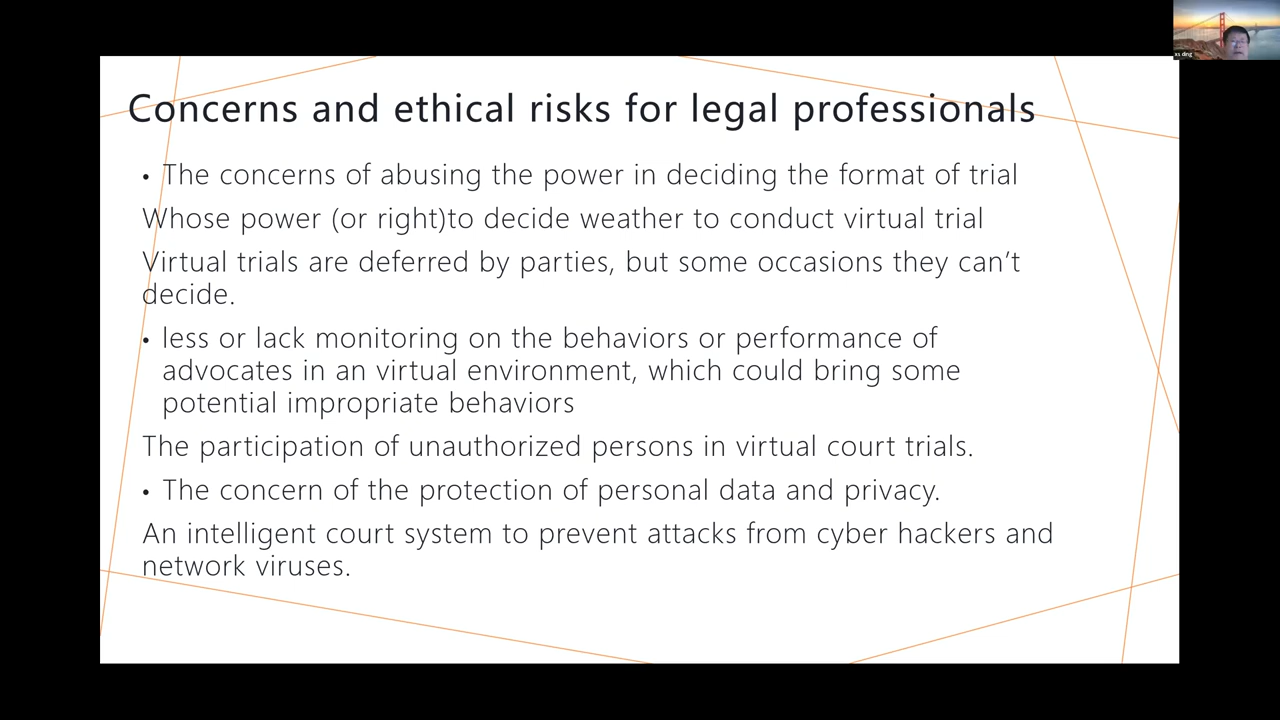 Concerns and ethical risks for legal professionals
• The concerns of abusing the power in deciding the format of trial
Whose power (or right)to decide weather to conduct virtual trial
Virtual trials are deferred by parties, but some occasions they can’t
decide.
• less or lack monitoring on the behaviors or performance of
advocates in an virtual environment, which could bring some
potential impropriate behaviors
The participation of unauthorized persons in virtual court trials.
• The concern of the protection of personal data and privacy.
An intelligent court system to prevent attacks from cyber hackers and
network viruses.